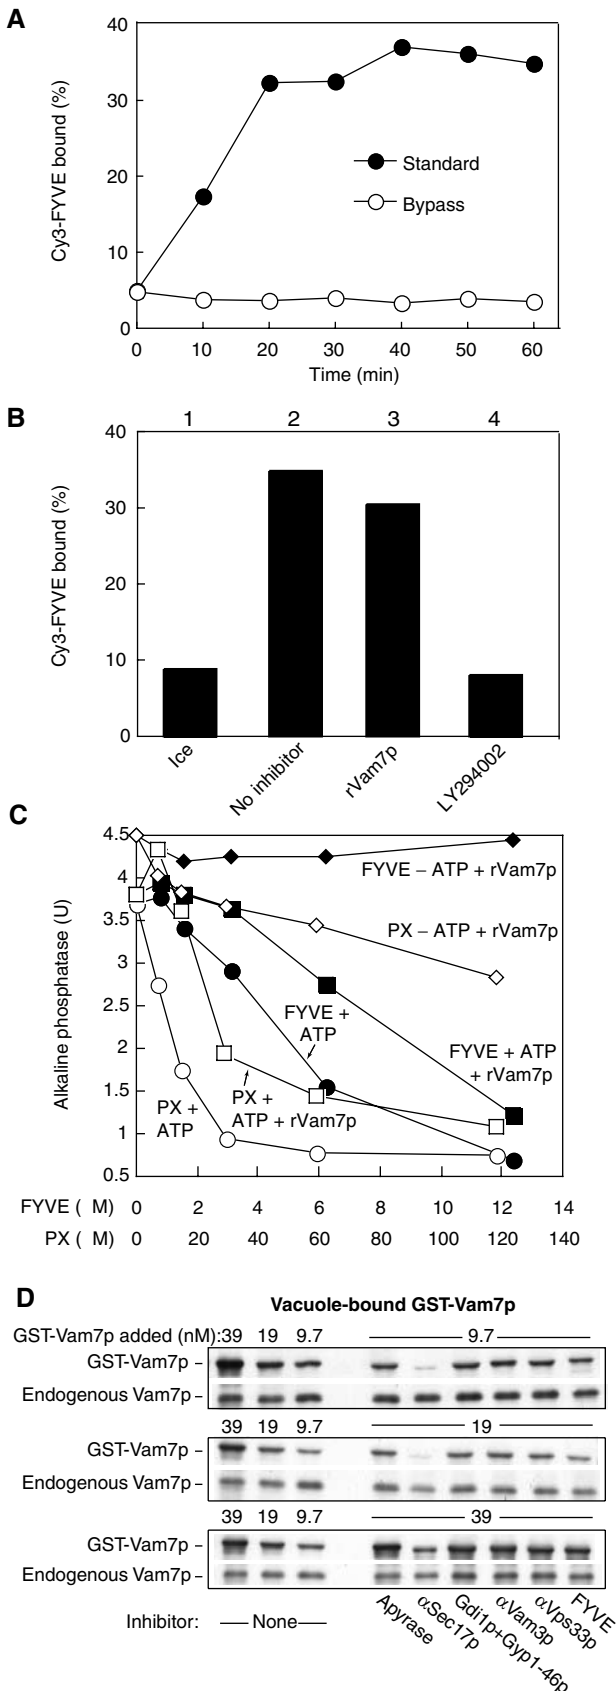 A
Cy3-FYVE bound (%)
40
30
20
10
0
Standard
Bypass
0 10 20 30 40 50 60
Time (min)
B
1 2 3 4
Cy3-FYVE bound (%)
40
30
20
10
0
Ice
No inhibitor
rVam7p
LY294002
C
Alkaline phosphatase (U)
4.5
4
3.5
3
2.5
2
1.5
1
0.5
FYVE – ATP + rVam7p
PX – ATP + rVam7p
FYVE +
ATP
FYVE + ATP
+ rVam7p
PX +
ATP
PX +
ATP + rVam7p
FYVE ( M) 0 2 4 6 8 10 12 14
PX ( M) 0 20 40 60 80 100 120 140
D
Vacuole-bound GST-Vam7p
GST-Vam7p added (nM): 39 19 9.7 9.7
GST-Vam7p –
Endogenous Vam7p –
39 19 9.7 19
GST-Vam7p –
Endogenous Vam7p –
39 19 9.7 39
GST-Vam7p –
Endogenous Vam7p –
Inhibitor: None
Apyrase
αSec17p
Gdi1p+Gyp1-46p
αVam3p
αVps33p
FYVE